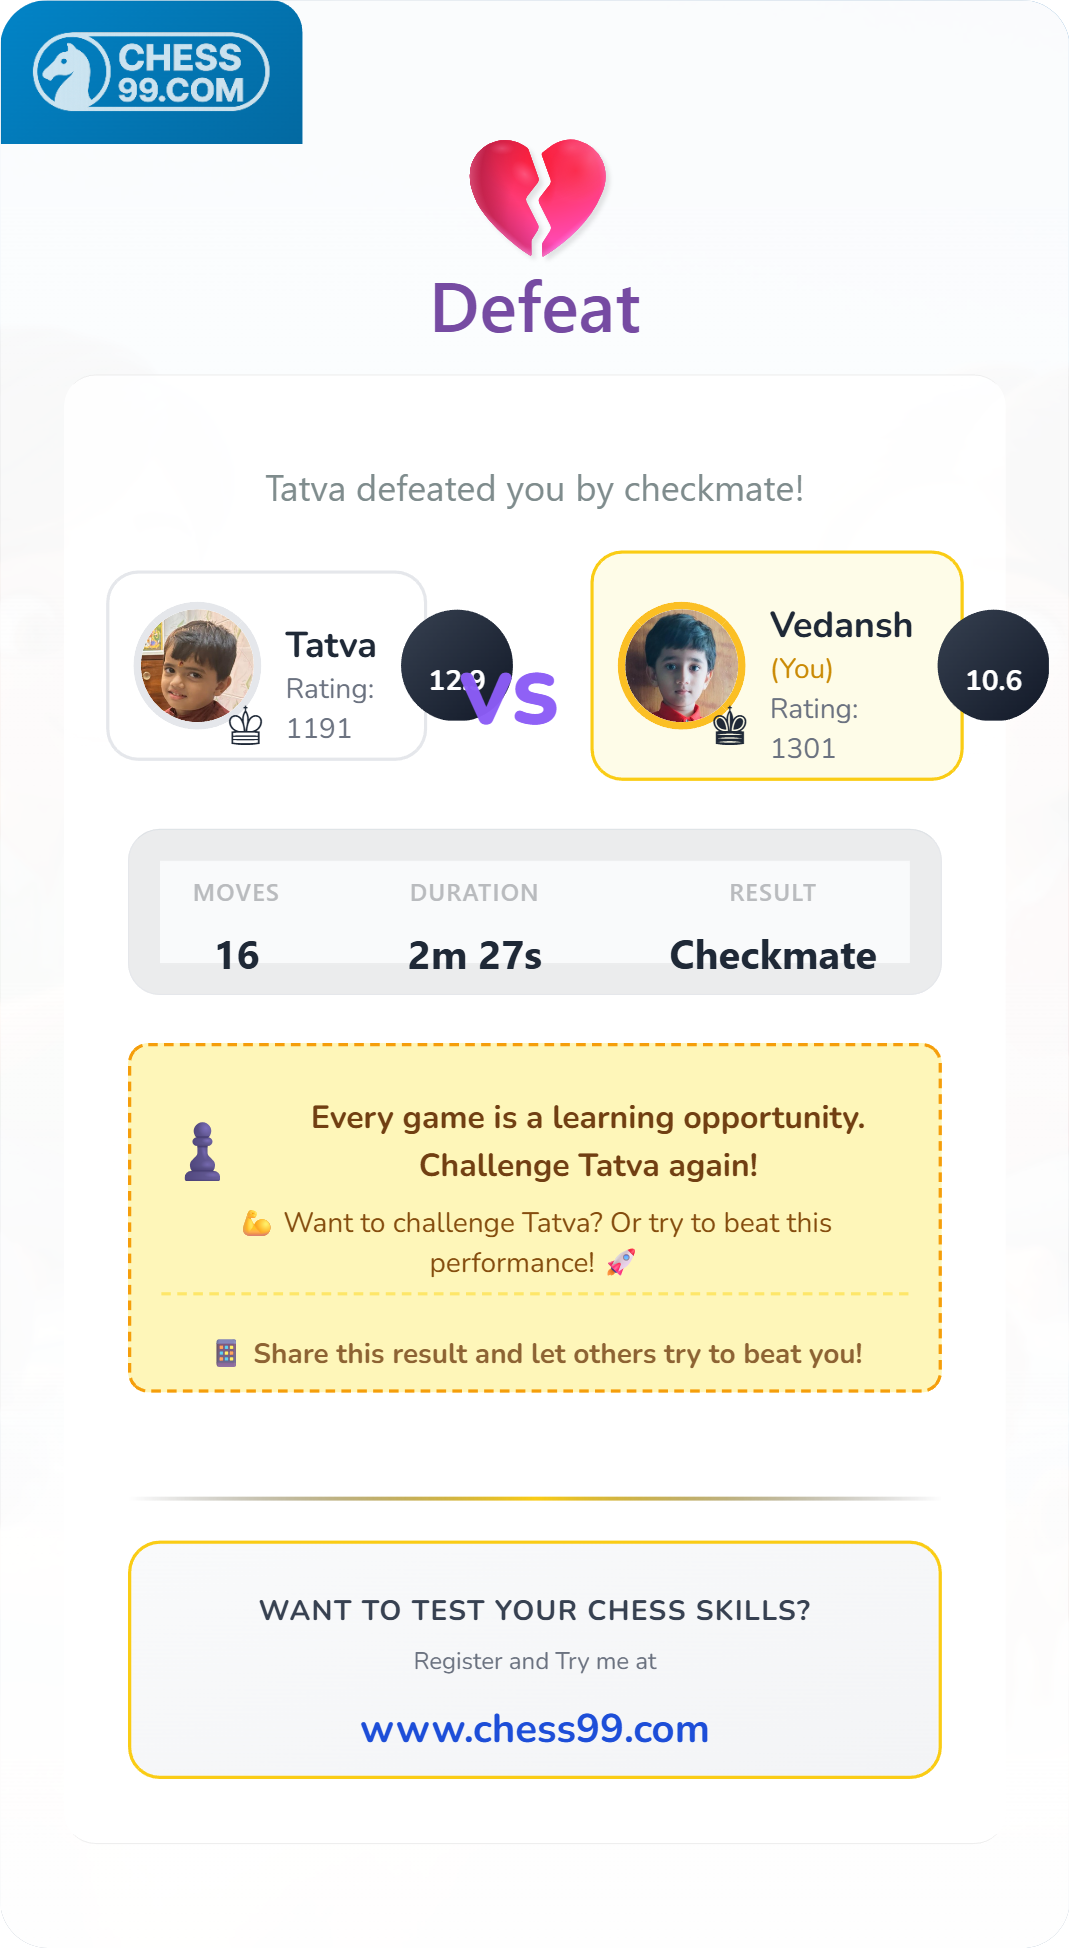 CHESS
99.COM
Defeat
Tatva defeated you by checkmate!
Tatva
Rating:
1191
12.9
VS
Vedansh
(You)
Rating:
1301
10.6
MOVES
DURATION
RESULT
16
2m 27s
Checkmate
Every game is a learning opportunity.
Challenge Tatva again!
Want to challenge Tatva? Or try to beat this
performance!
Share this result and let others try to beat you!
WANT TO TEST YOUR CHESS SKILLS?
Register and Try me at
www.chess99.com